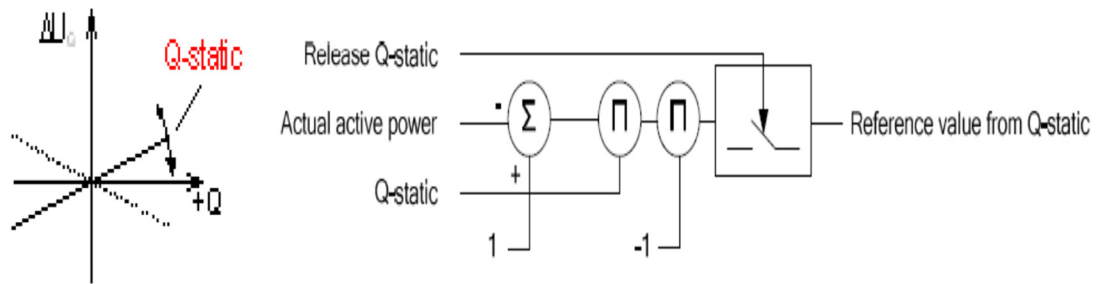 ΔU
Q-static
+Q
Release Q-static
Actual active power
-
Σ
Π
Π
Reference value from Q-static
+
Q-static
1
-1